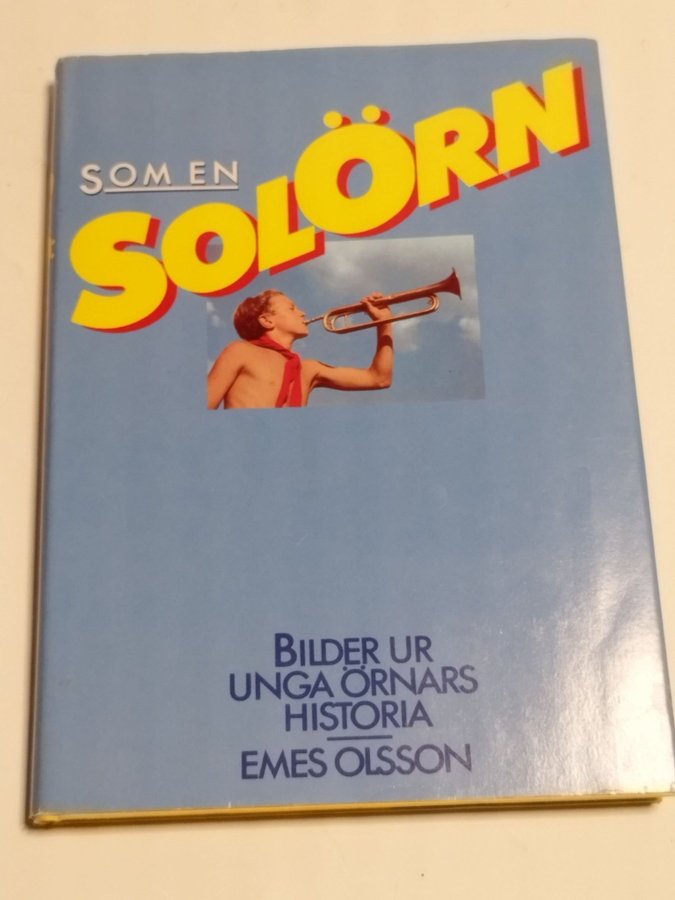 SOM EN
SOLÖRN
BILDER UR
UNGA ÖRNARS
HISTORIA
EMES OLSSON